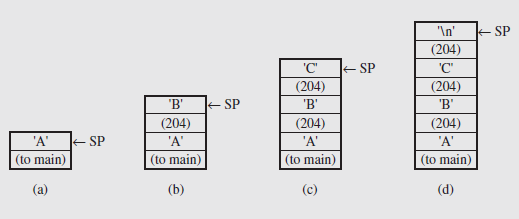 'A' ← SP
(to main)
(a)
'B' ← SP
(204)
'A'
(to main)
(b)
'C' ← SP
(204)
'B'
(204)
'A'
(to main)
(c)
'\n' ← SP
(204)
'C'
(204)
'B'
(204)
'A'
(to main)
(d)